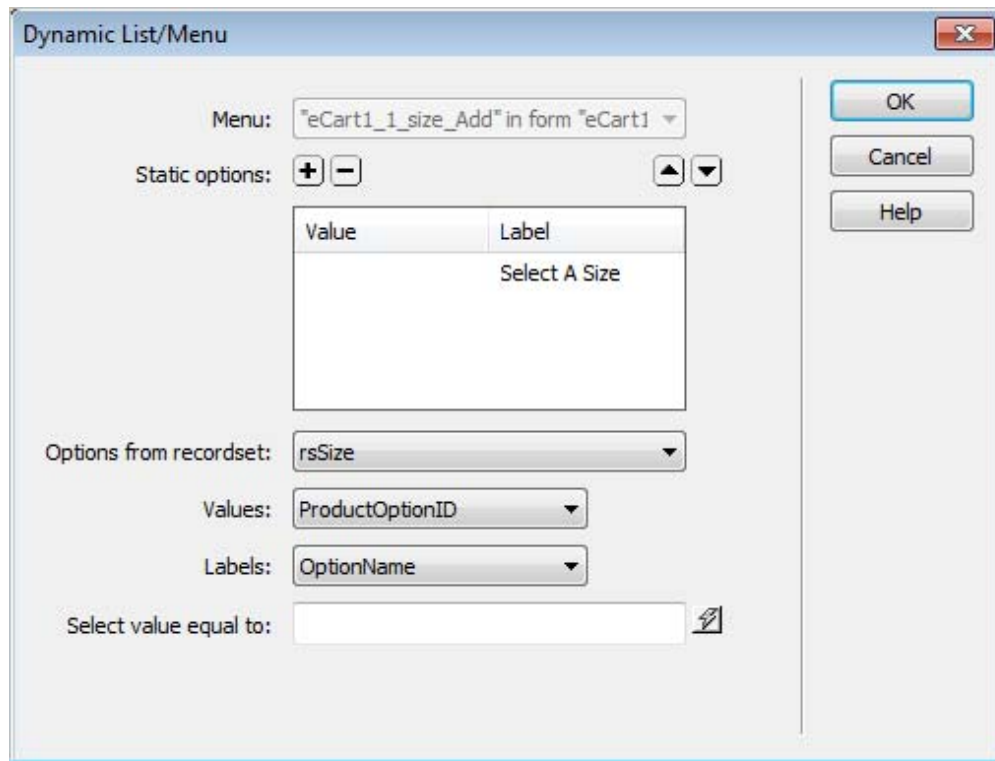 Dynamic List/Menu
Menu: "eCart1_1_size_Add" in form "eCart1
OK
Static options:
Cancel
Value Label
Help
Select A Size
Options from recordset: rsSize
Values: ProductOptionID
Labels: OptionName
Select value equal to: